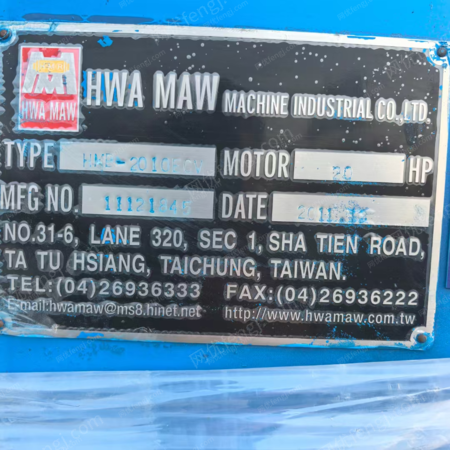 HWA MAW
HWA MAW MACHINE INDUSTRIAL CO.,LTD.
TYPE MOTOR HP
MFG NO. 11121445 DATE
NO.31-6, LANE 320, SEC 1, SHA TIEN ROAD,
TA TU HSIANG, TAICHUNG, TAIWAN.
TEL:(04)26936333 FAX:(04)26936222
E-mail:hwamaw@ms8.hinet.net http://www.hwamaw.com.tw